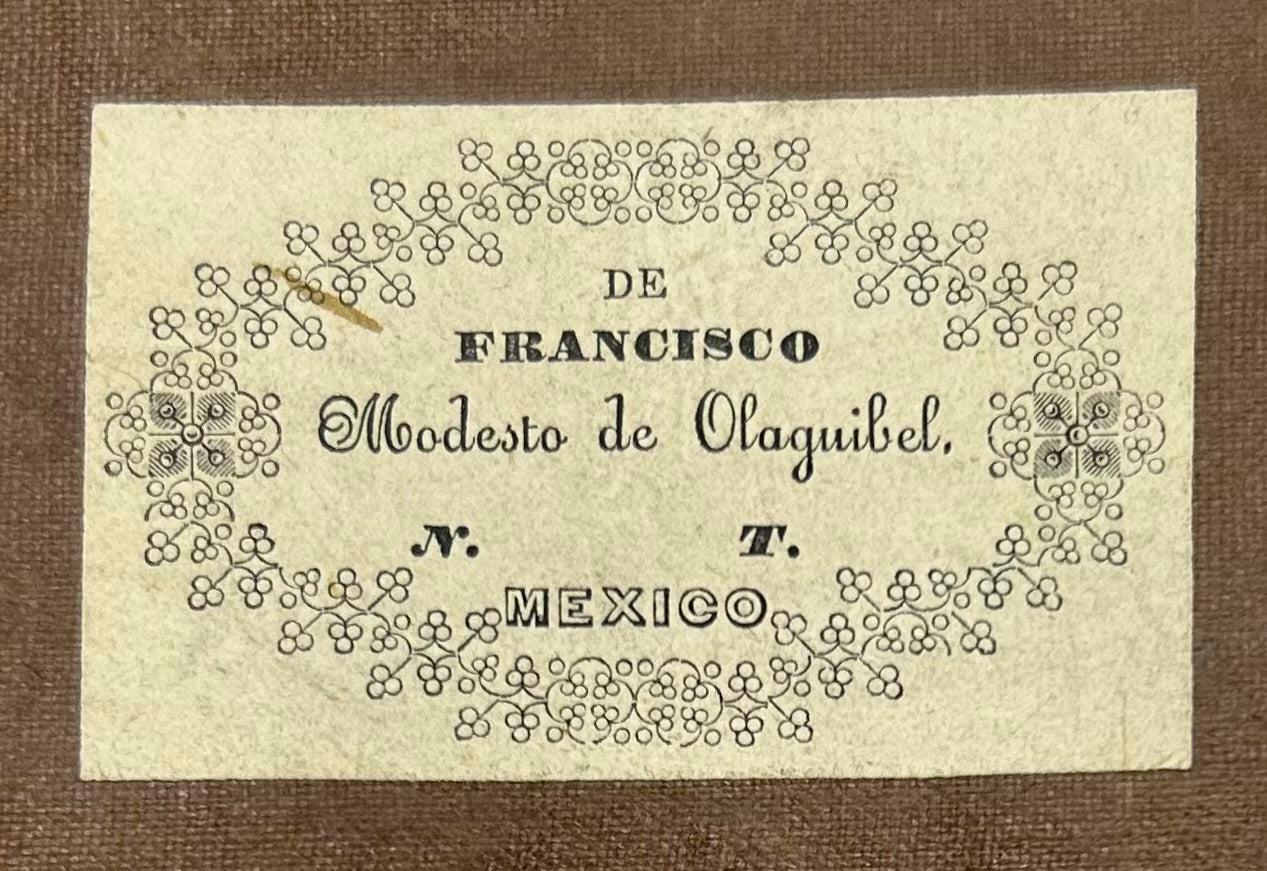 DE
FRANCISCO
Modesto de Olaguibel.
N. T.
MEXICO